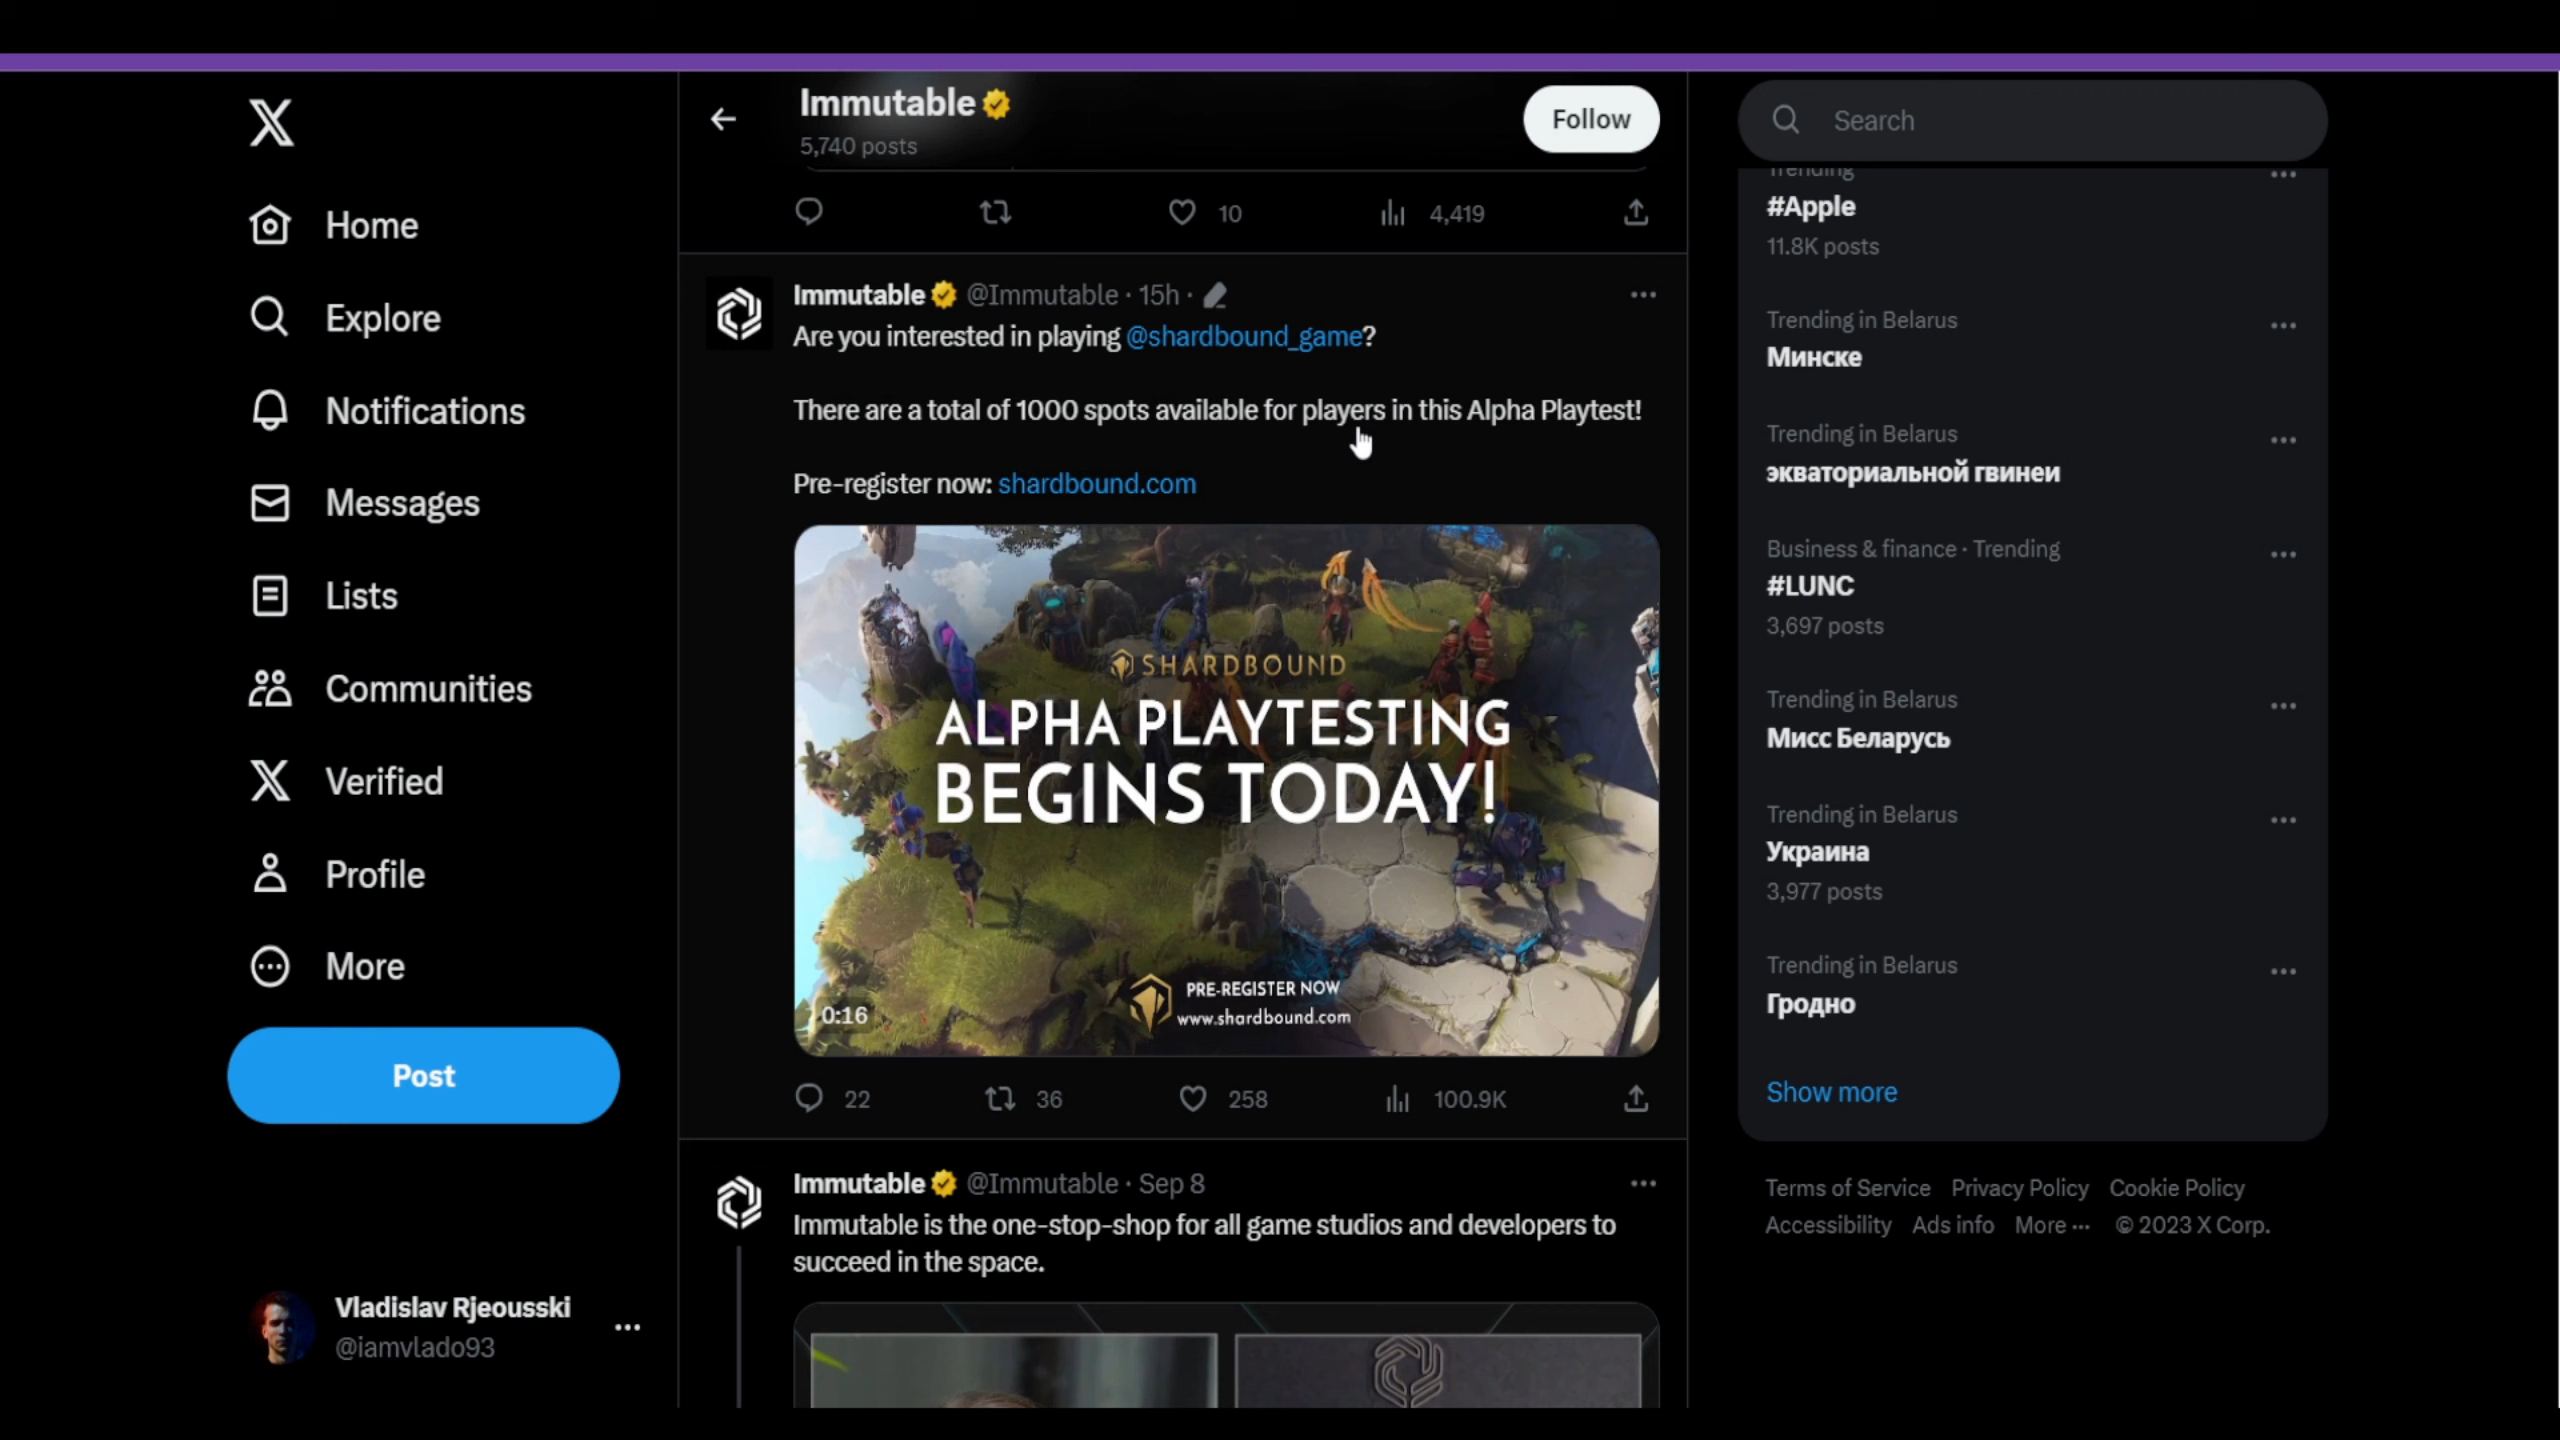 Home
Explore
Notifications
Messages
Lists
Communities
Verified
Profile
More
Post
Vladislav Rjeousski
@iamvlado93
Immutable
5,740 posts
Follow
10
4,419
Immutable @Immutable · 15h ·
Are you interested in playing @shardbound_game?
There are a total of 1000 spots available for players in this Alpha Playtest!
Pre-register now: shardbound.com
SHARDBOUND
ALPHA PLAYTESTING
BEGINS TODAY!
PRE-REGISTER NOW
www.shardbound.com
0:16
22
36
258
100.9K
Immutable @Immutable · Sep 8
Immutable is the one-stop-shop for all game studios and developers to
succeed in the space.
Search
Trending
#Apple
11.8K posts
Trending in Belarus
Минске
Trending in Belarus
экваториальной гвинеи
Business & finance · Trending
#LUNC
3,697 posts
Trending in Belarus
Мисс Беларусь
Trending in Belarus
Украина
3,977 posts
Trending in Belarus
Гродно
Show more
Terms of Service Privacy Policy Cookie Policy
Accessibility Ads info More ··· © 2023 X Corp.